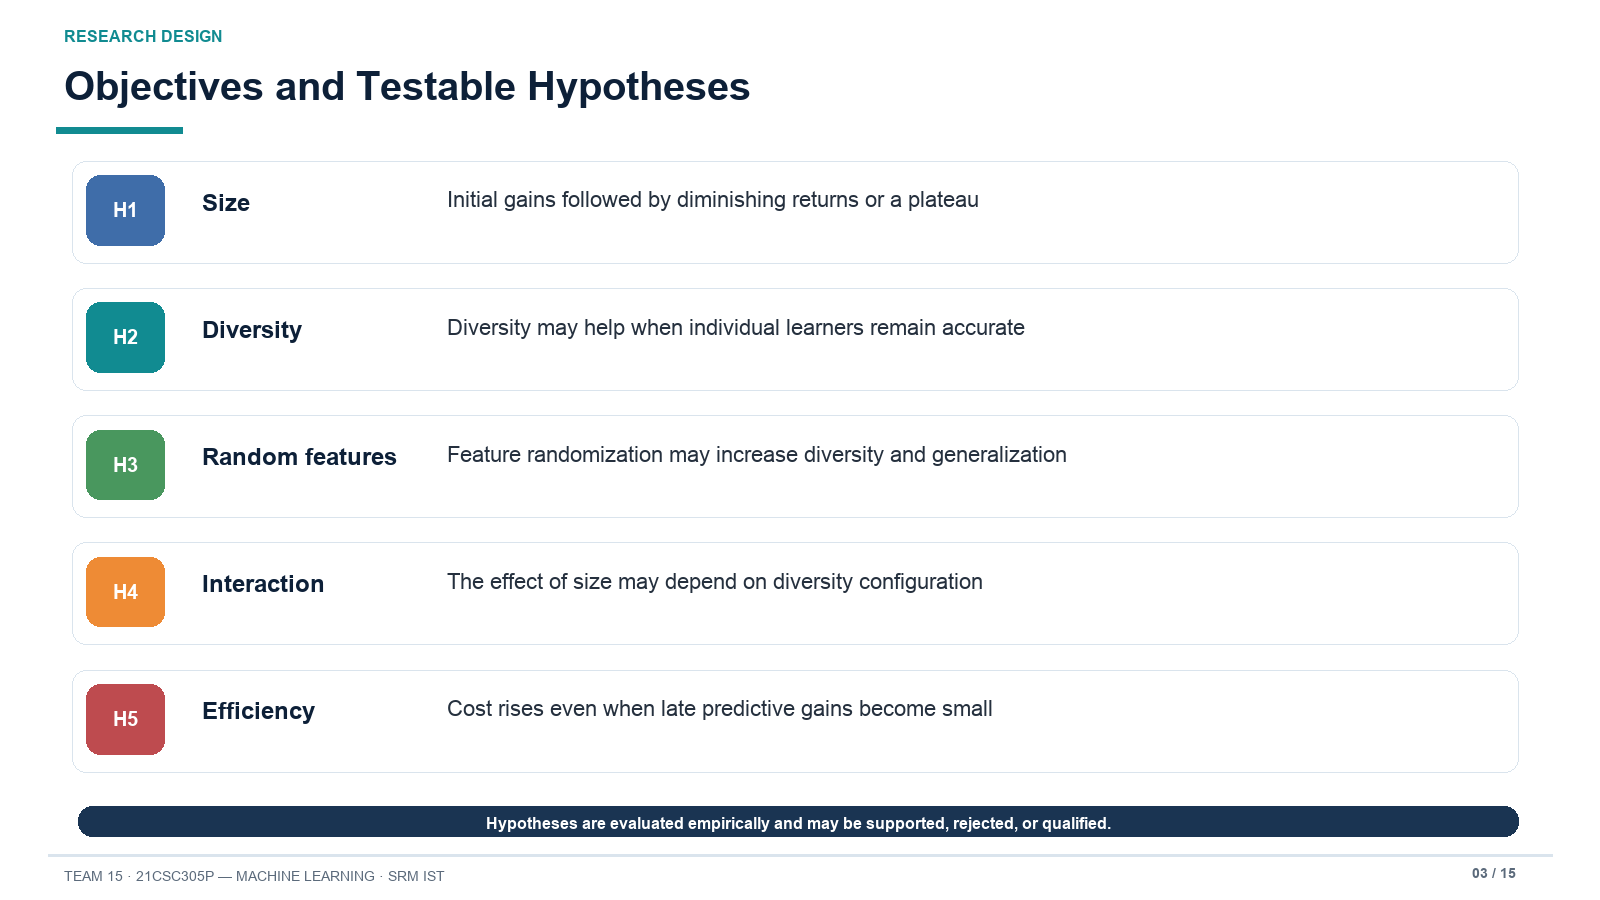 RESEARCH DESIGN
Objectives and Testable Hypotheses
H1 Size Initial gains followed by diminishing returns or a plateau
H2 Diversity Diversity may help when individual learners remain accurate
H3 Random features Feature randomization may increase diversity and generalization
H4 Interaction The effect of size may depend on diversity configuration
H5 Efficiency Cost rises even when late predictive gains become small
Hypotheses are evaluated empirically and may be supported, rejected, or qualified.
TEAM 15 · 21CSC305P — MACHINE LEARNING · SRM IST 03 / 15